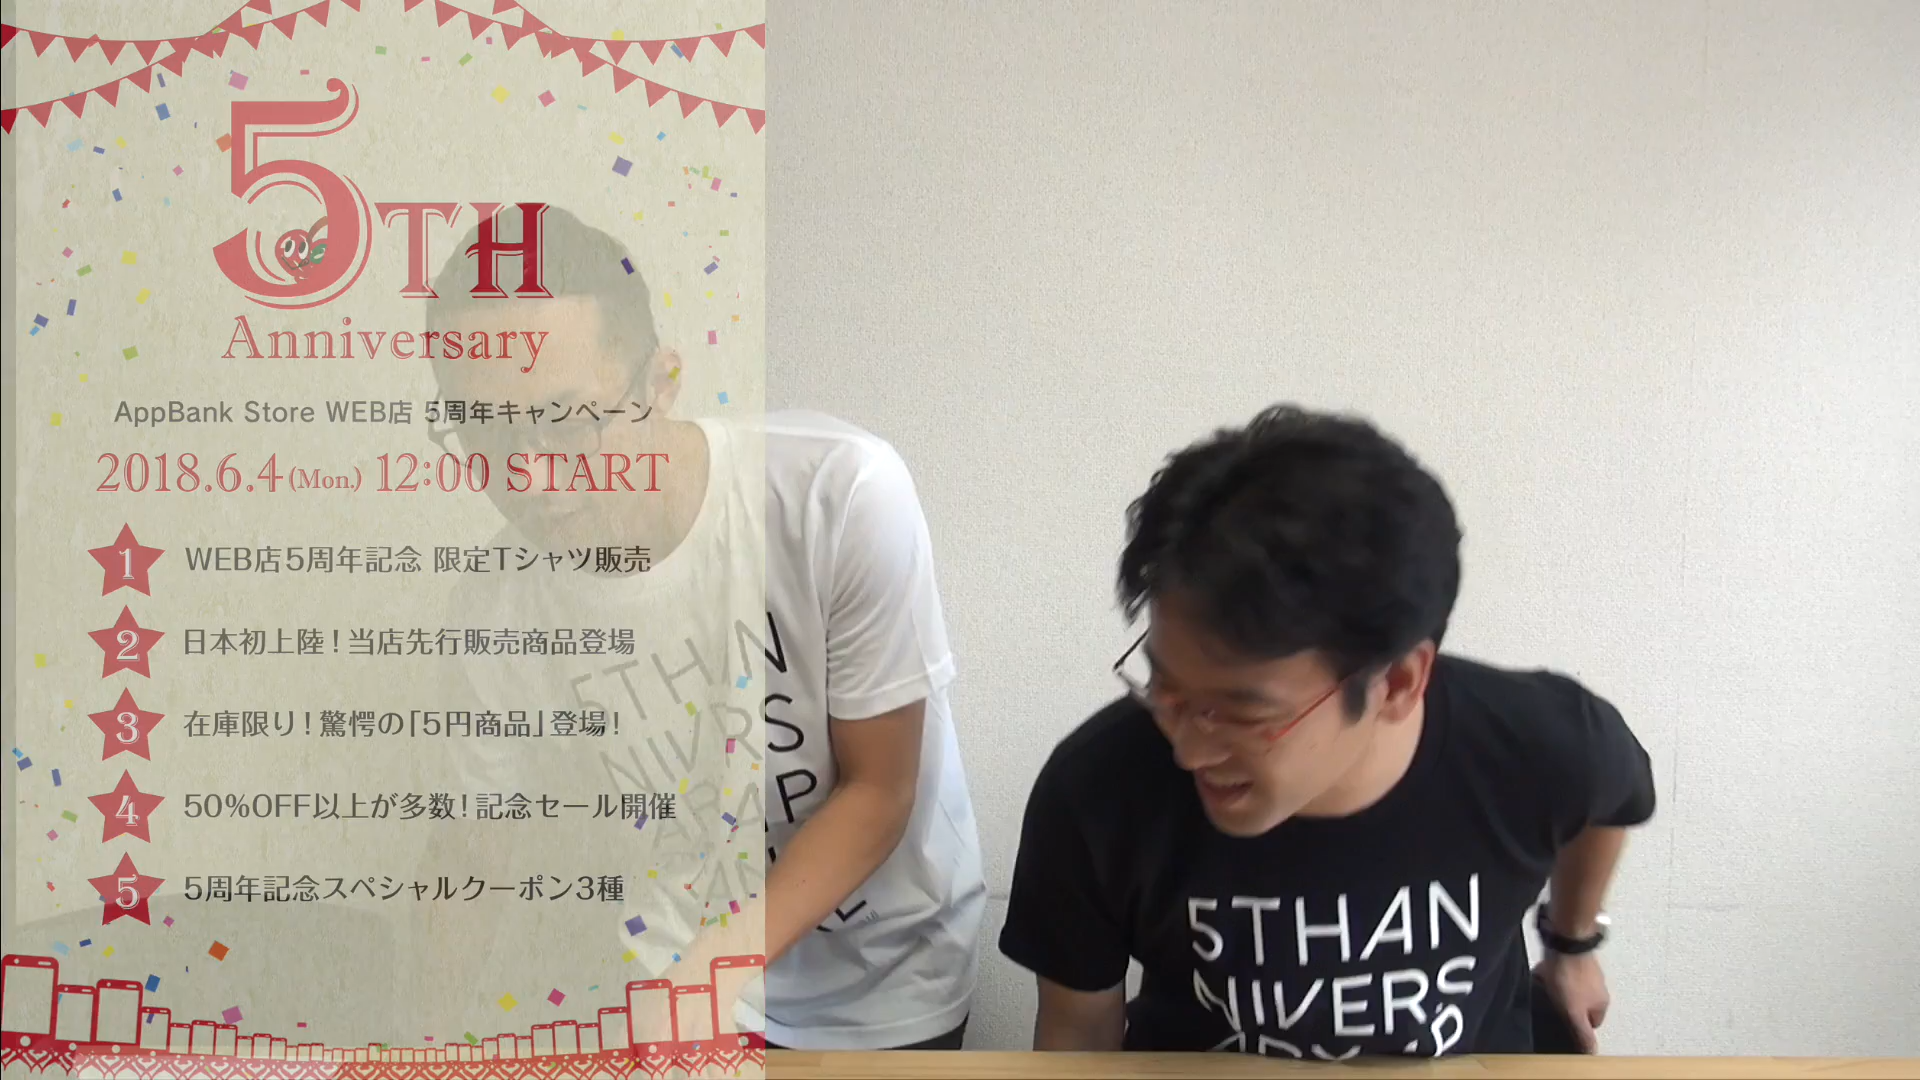 5TH
Anniversary
AppBank Store WEB店 5周年キャンペーン
2018.6.4(Mon.) 12:00 START
1 WEB店5周年記念 限定Tシャツ販売
2 日本初上陸!当店先行販売商品登場
3 在庫限り!驚愕の「5円商品」登場!
4 50%OFF以上が多数!記念セール開催
5 5周年記念スペシャルクーポン3種
5THAN
NIVERS
5THAN
NIVERS